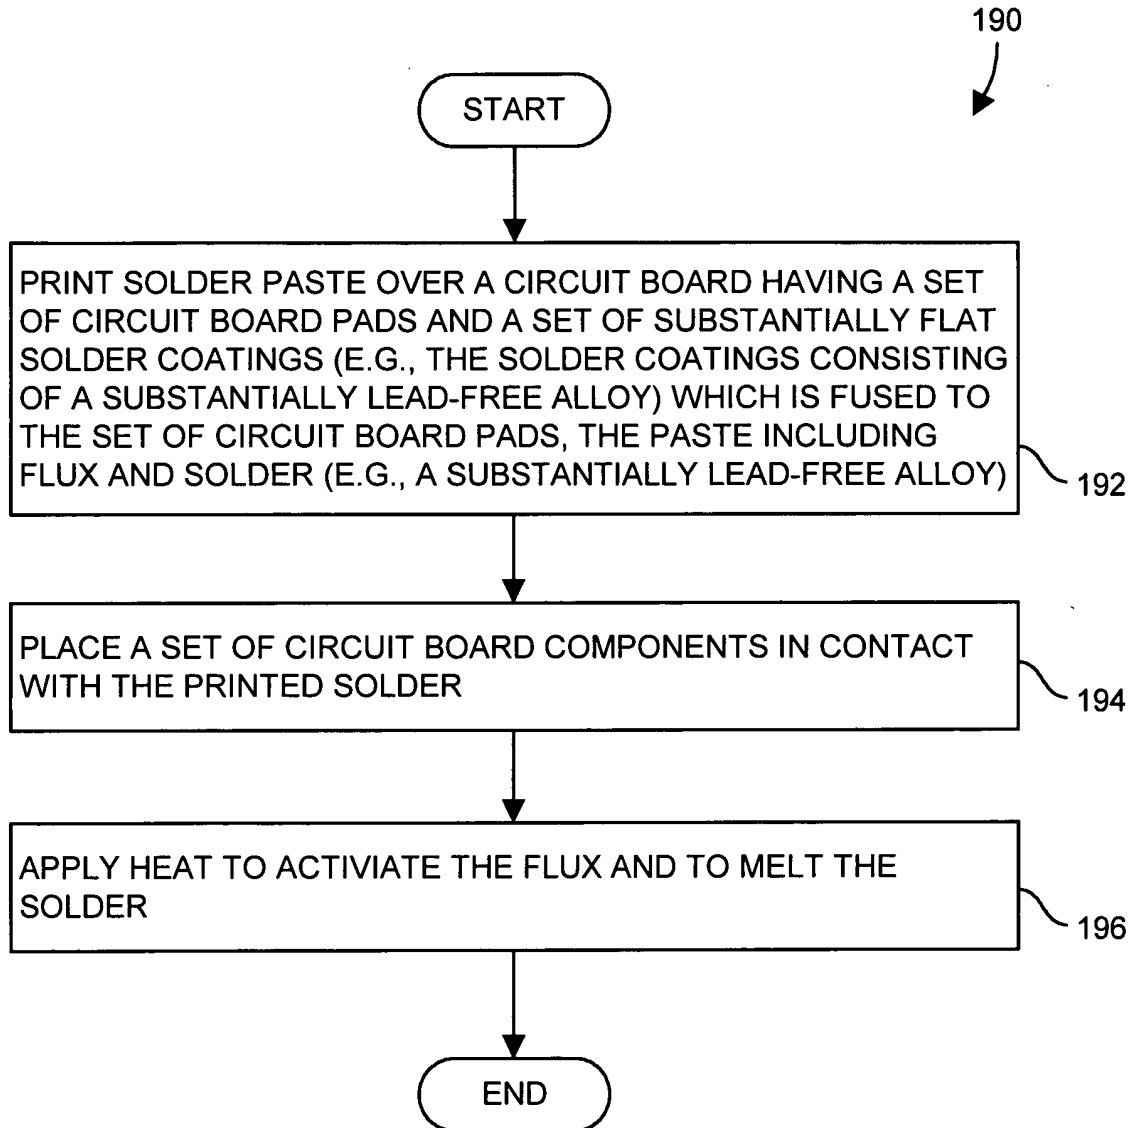 190
START
PRINT SOLDER PASTE OVER A CIRCUIT BOARD HAVING A SET
OF CIRCUIT BOARD PADS AND A SET OF SUBSTANTIALLY FLAT
SOLDER COATINGS (E.G., THE SOLDER COATINGS CONSISTING
OF A SUBSTANTIALLY LEAD-FREE ALLOY) WHICH IS FUSED TO
THE SET OF CIRCUIT BOARD PADS, THE PASTE INCLUDING
FLUX AND SOLDER (E.G., A SUBSTANTIALLY LEAD-FREE ALLOY)
192
PLACE A SET OF CIRCUIT BOARD COMPONENTS IN CONTACT
WITH THE PRINTED SOLDER
194
APPLY HEAT TO ACTIVIATE THE FLUX AND TO MELT THE
SOLDER
196
END